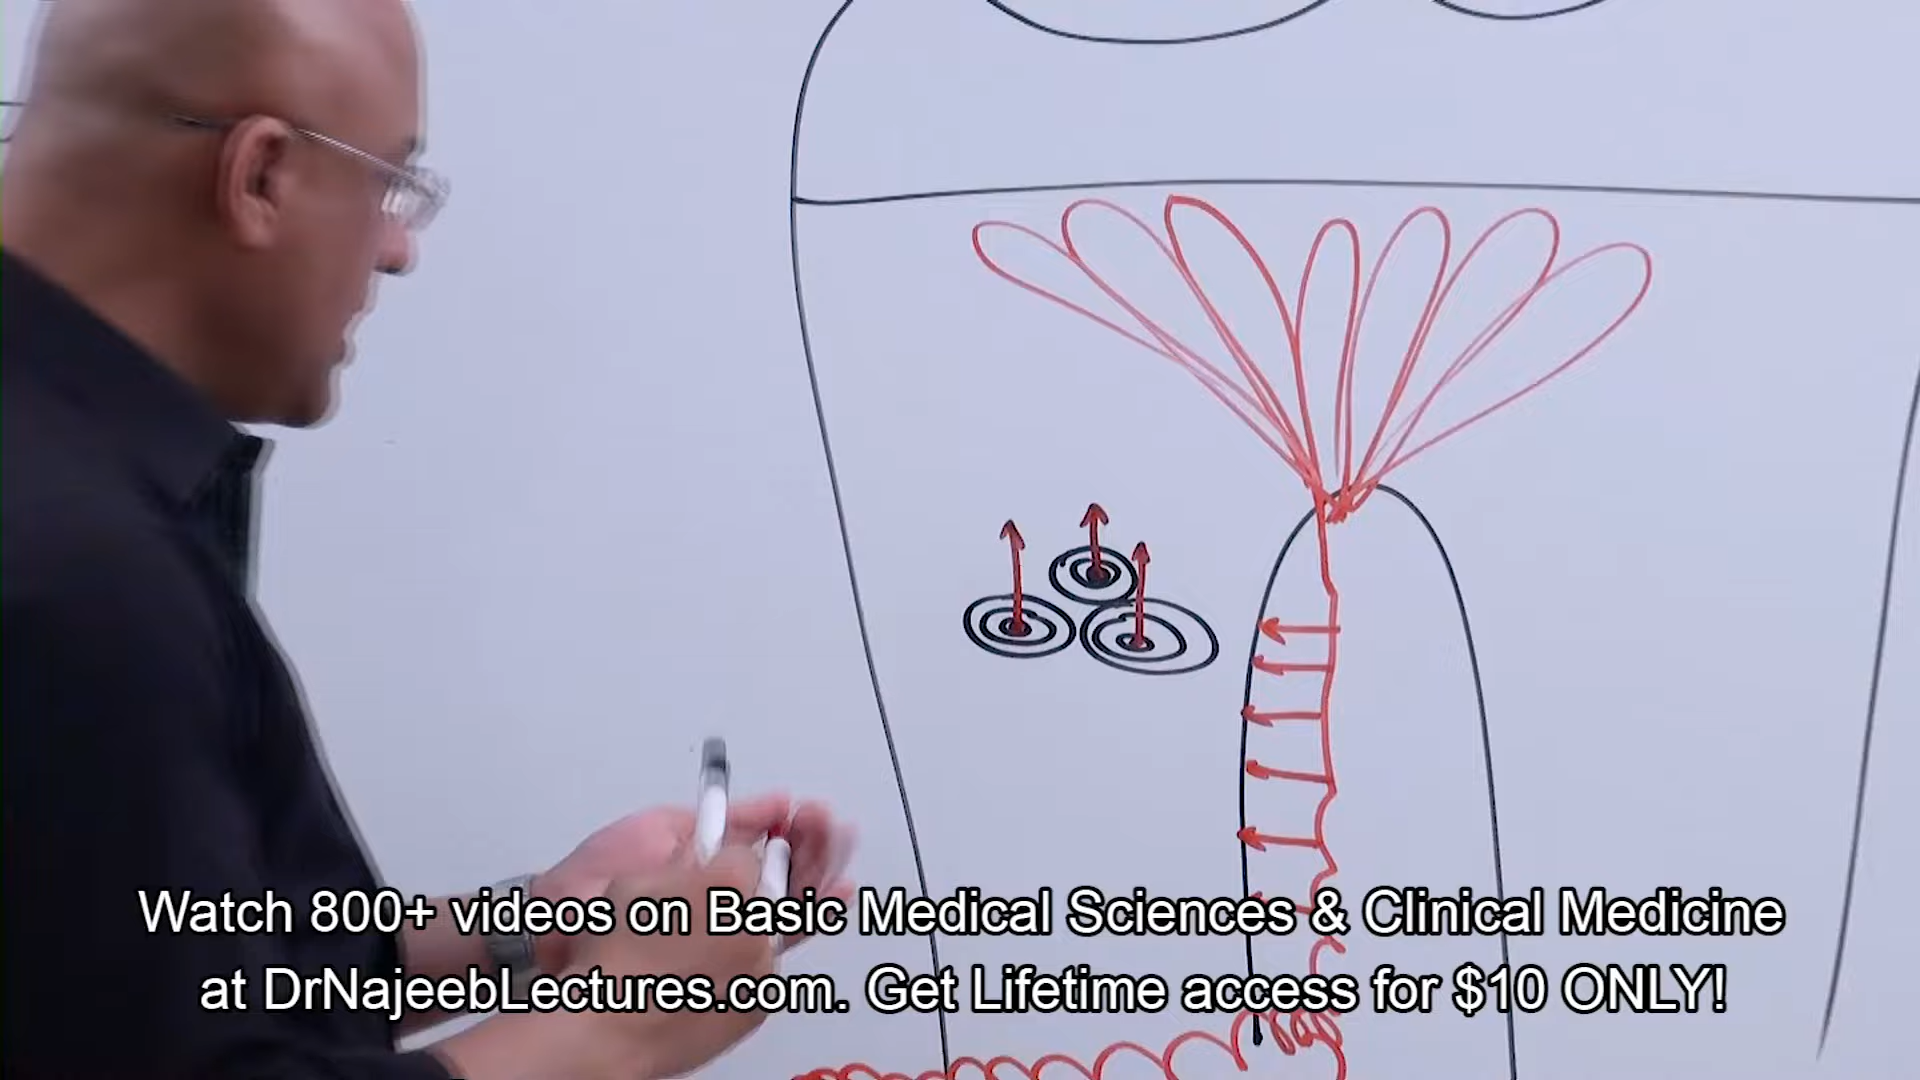 Watch 800+ videos on Basic Medical Sciences & Clinical Medicine
at DrNajeebLectures.com. Get Lifetime access for $10 ONLY!